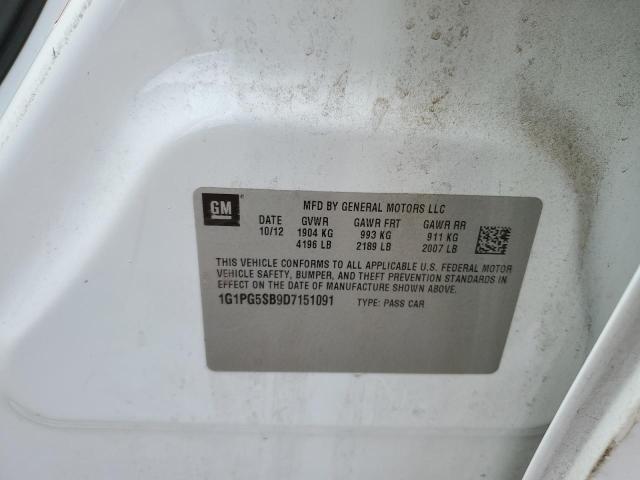 GM
MFD BY GENERAL MOTORS LLC
DATE GVWR GAWR FRT GAWR RR
10/12 1904 KG 993 KG 911 KG
4196 LB 2189 LB 2007 LB
THIS VEHICLE CONFORMS TO ALL APPLICABLE U.S. FEDERAL MOTOR
VEHICLE SAFETY, BUMPER, AND THEFT PREVENTION STANDARDS IN
EFFECT ON THE DATE OF MANUFACTURE SHOWN ABOVE.
1G1PG5SB9D7151091 TYPE: PASS CAR